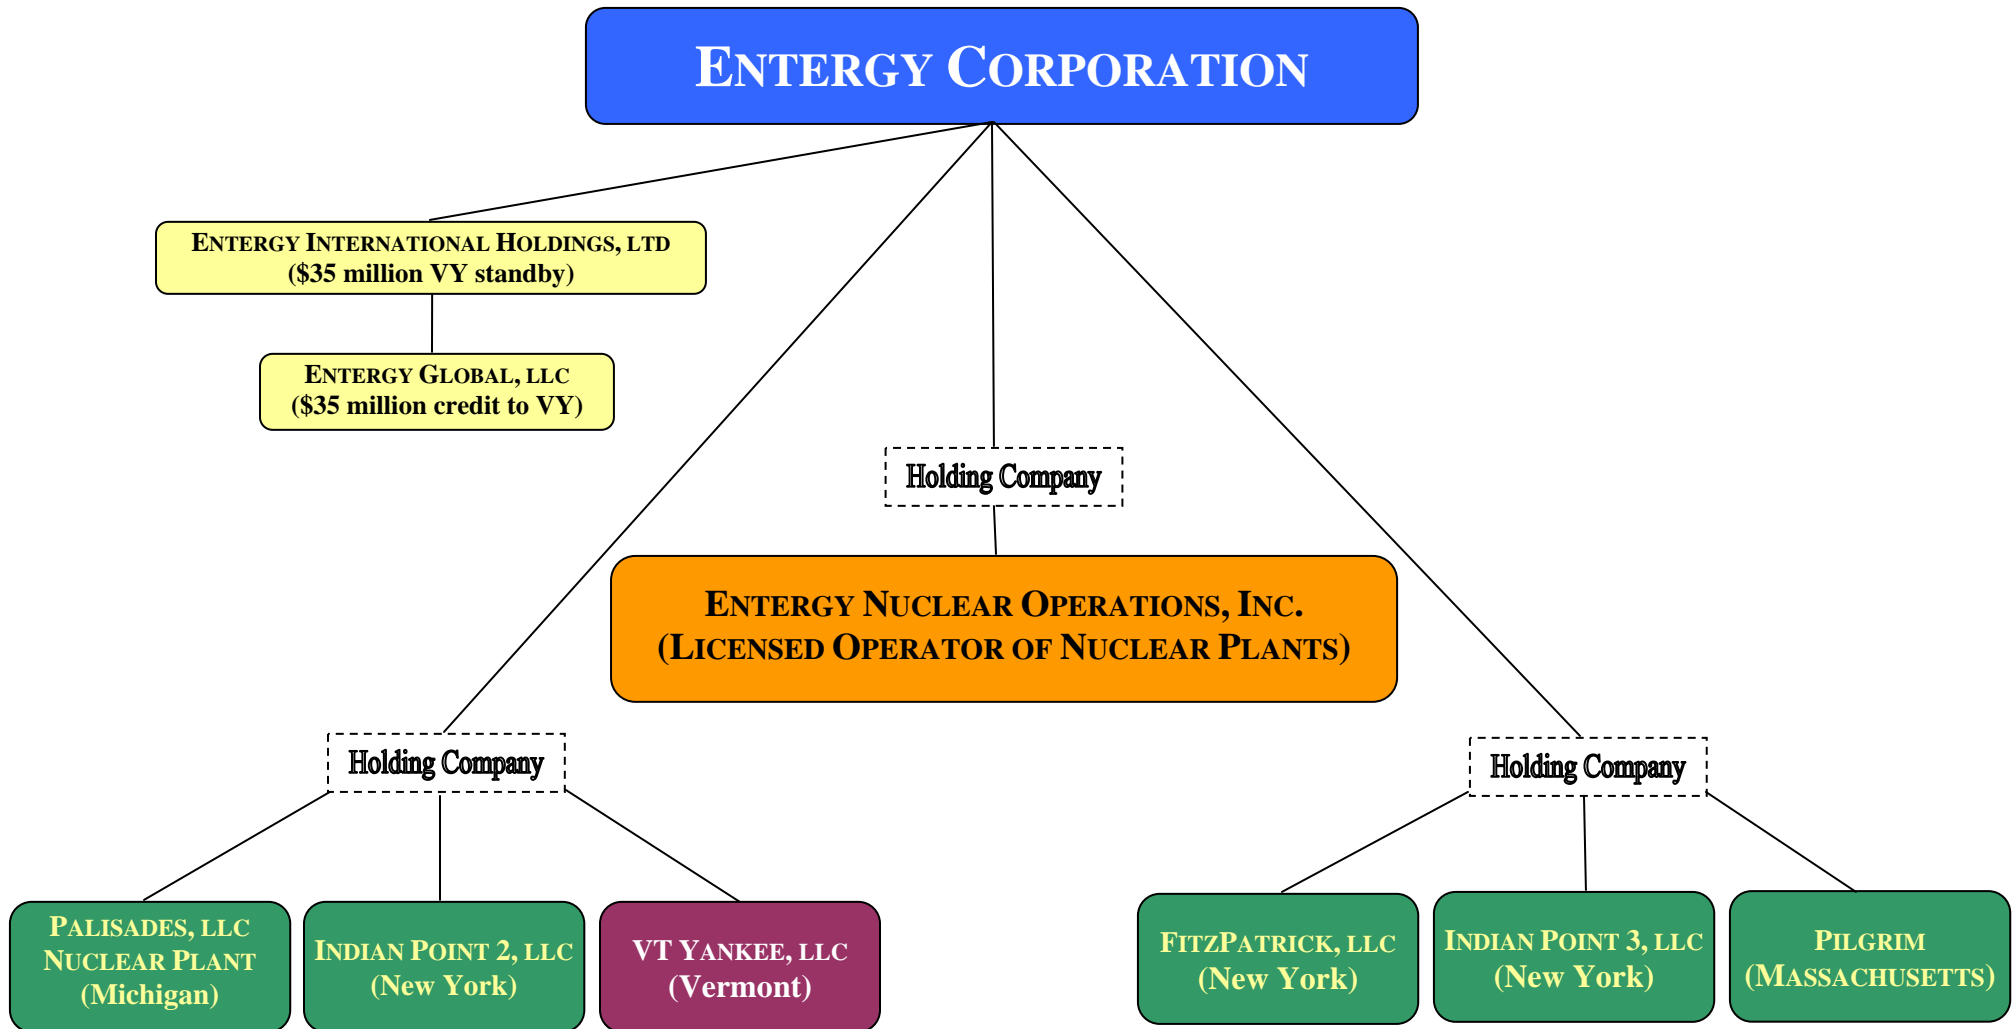 ENTERGY CORPORATION
ENTERGY INTERNATIONAL HOLDINGS, LTD
($35 million VY standby)
ENTERGY GLOBAL, LLC
($35 million credit to VY)
Holding Company
ENTERGY NUCLEAR OPERATIONS, INC.
(LICENSED OPERATOR OF NUCLEAR PLANTS)
Holding Company
Holding Company
PALISADES, LLC
NUCLEAR PLANT
(Michigan)
INDIAN POINT 2, LLC
(New York)
VT YANKEE, LLC
(Vermont)
FITZPATRICK, LLC
(New York)
INDIAN POINT 3, LLC
(New York)
PILGRIM
(MASSACHUSETTS)